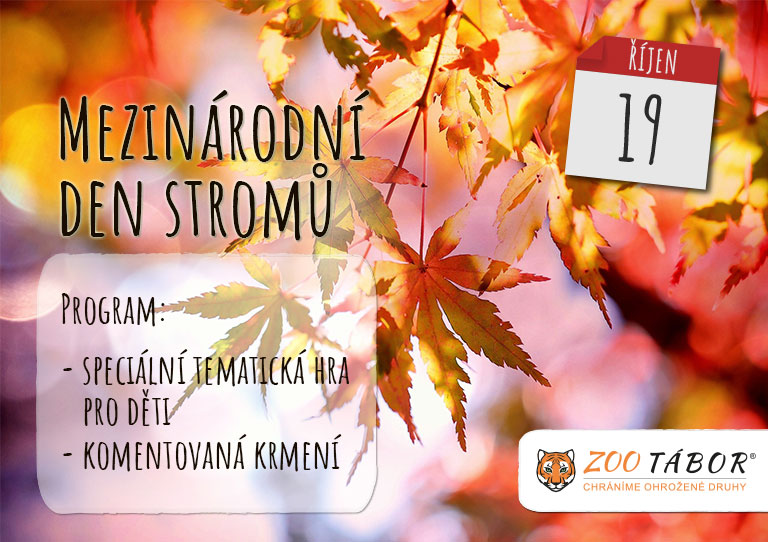 Říjen
19
Mezinárodní
den stromů
Program:
- speciální tematická hra
pro děti
- komentovaná krmení
ZOO TÁBOR®
CHRÁNÍME OHROŽENÉ DRUHY